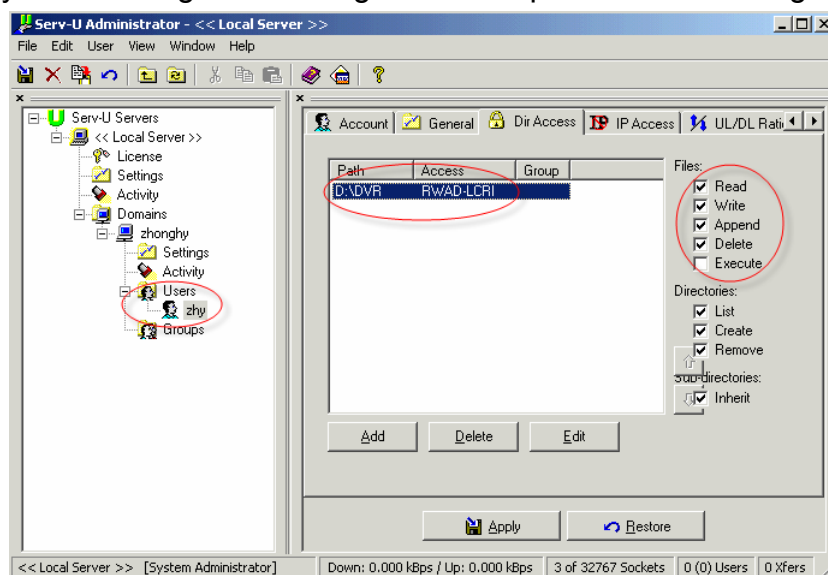 Serv-U Administrator - << Local Server >>
File Edit User View Window Help
Serv-U Servers
<< Local Server >>
License
Settings
Activity
Domains
zhonghy
Settings
Activity
Users
zhy
Groups
Account General Dir Access IP Access UL/DL Rati
Path Access Group
D:\DVR RWAD-LCRI
Files:
Read
Write
Append
Delete
Execute
Directories:
List
Create
Remove
Sub-directories:
Inherit
Add Delete Edit
Apply Restore
<< Local Server >> [System Administrator] Down: 0.000 kBps / Up: 0.000 kBps 3 of 32767 Sockets 0 (0) Users 0 Xfers